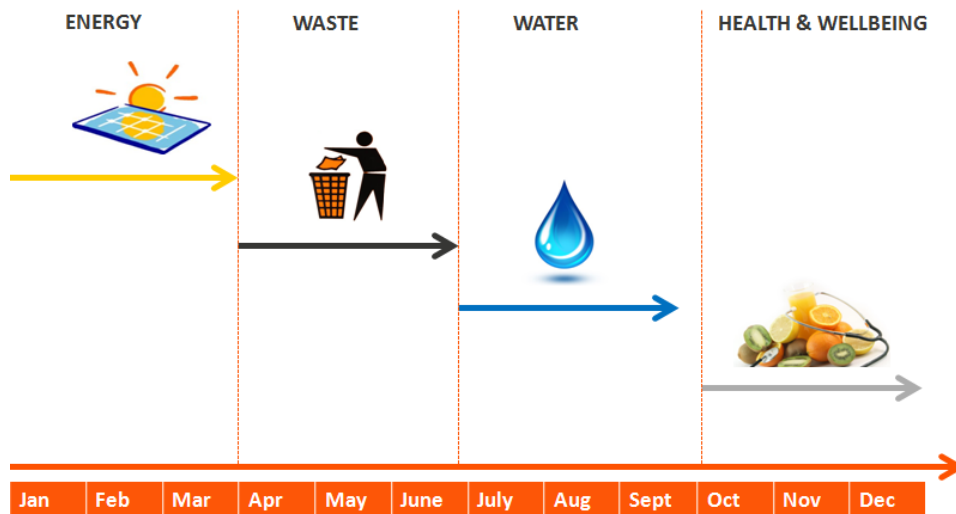 ENERGY WASTE WATER HEALTH & WELLBEING
Jan Feb Mar Apr May June July Aug Sept Oct Nov Dec